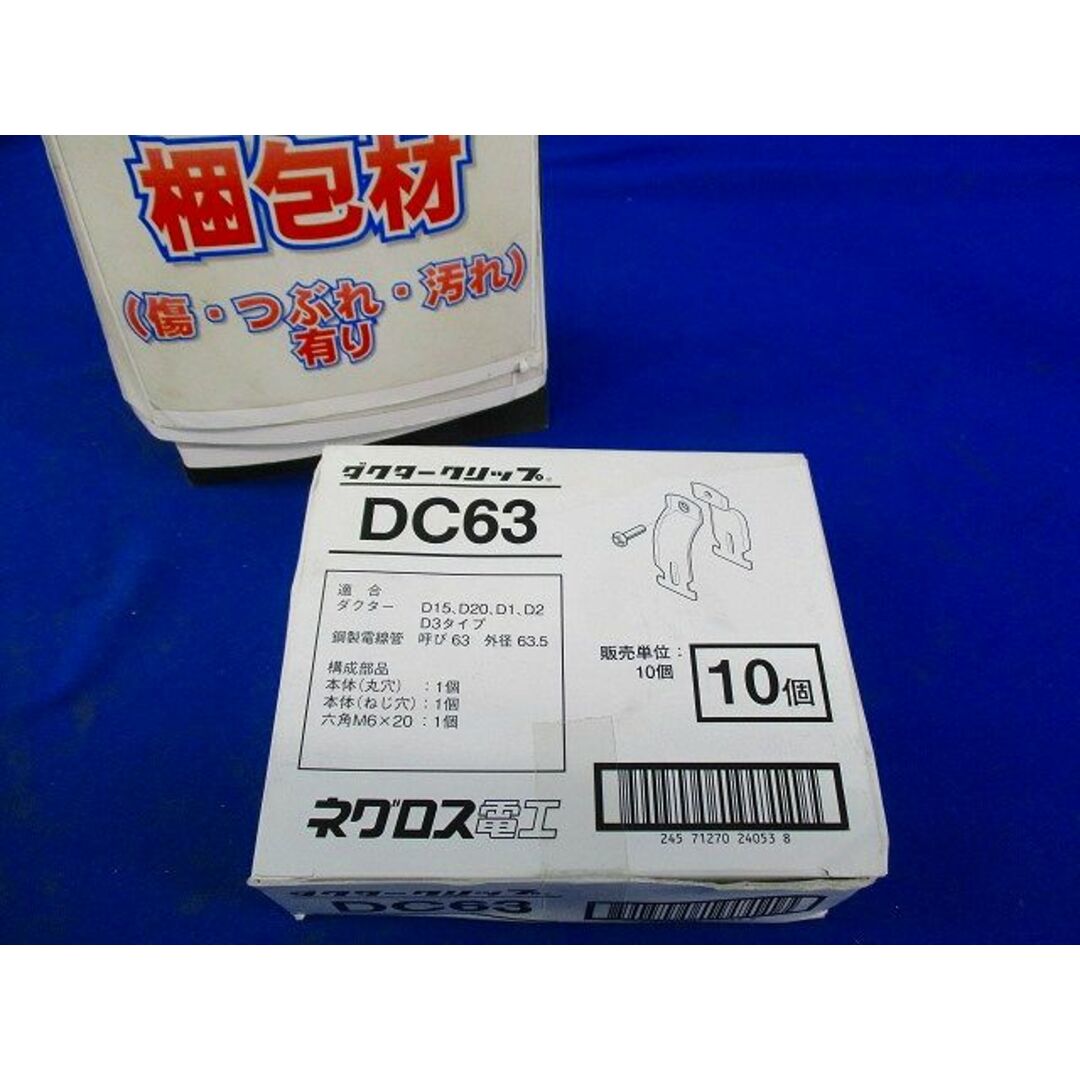 梱包材
(傷・つぶれ・汚れ)
有り
ダクタークリップ®
DC63
適 合
ダクター D15、D20、D1、D2
D3タイプ
鋼製電線管 呼び 63 外径 63.5
構成部品
本体(丸穴) : 1個
本体(ねじ穴) : 1個
六角M6×20 : 1個
販売単位:
10個
10個
ネグロス電工
245 71270 24053 8
ダクタークリップ
DC63